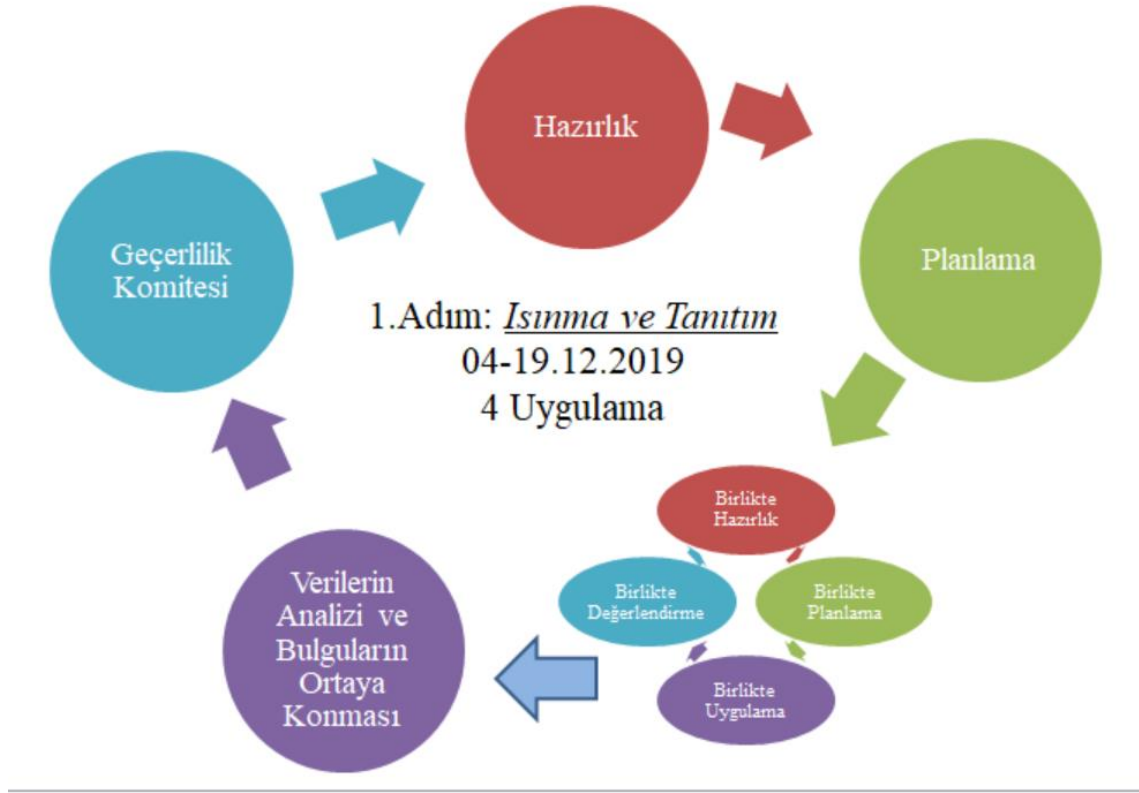 Hazırlık
Planlama
Geçerlilik
Komitesi
1.Adım: Isınma ve Tanıtım
04-19.12.2019
4 Uygulama
Birlikte
Hazırlık
Birlikte
Planlama
Birlikte
Uygulama
Birlikte
Değerlendirme
Verilerin
Analizi ve
Bulguların
Ortaya
Konması